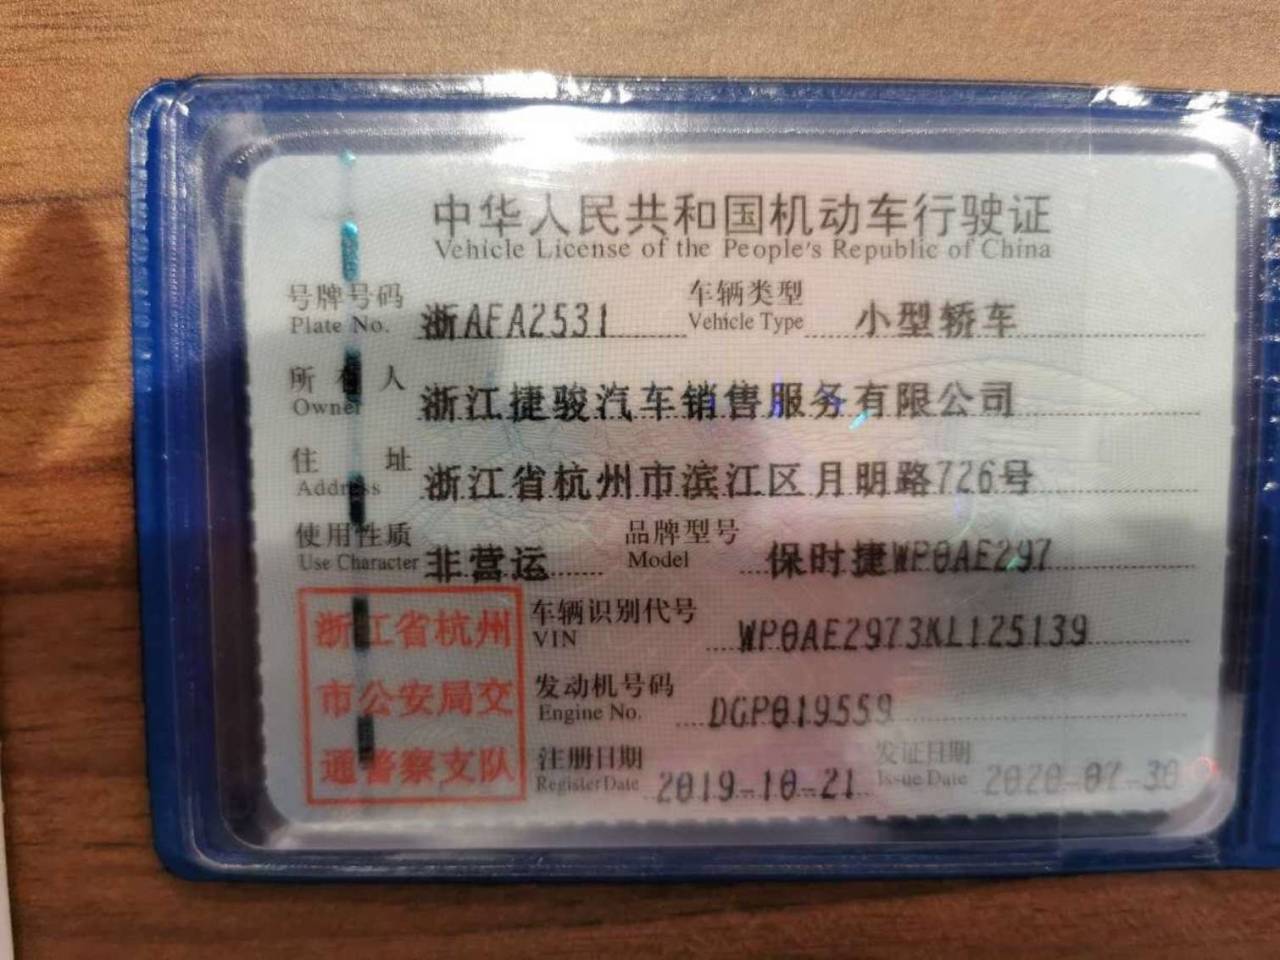 中华人民共和国机动车行驶证
Vehicle License of the People's Republic of China
号牌号码 浙AFA2531 车辆类型 小型轿车
Plate No. Vehicle Type
所有人 浙江捷骏汽车销售服务有限公司
Owner
住址 浙江省杭州市滨江区月明路726号
Address
使用性质 非营运 品牌型号 保时捷WP0AE297
Use Character Model
浙江省杭州 车辆识别代号 WP0AE2973KL125139
VIN
市公安局交 发动机号码 DGP019559
Engine No.
通警察支队 注册日期 2019-10-21 发证日期 2020-07-30
Register Date Issue Date